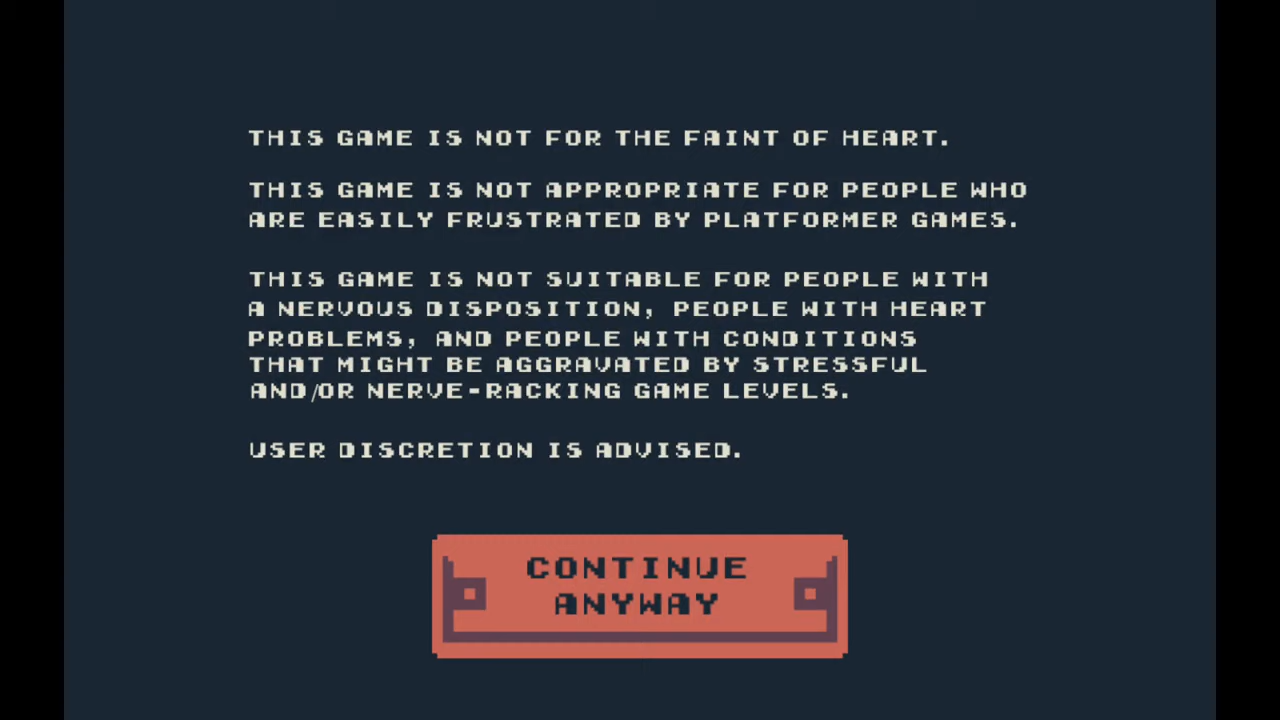 THIS GAME IS NOT FOR THE FAINT OF HEART.
THIS GAME IS NOT APPROPRIATE FOR PEOPLE WHO
ARE EASILY FRUSTRATED BY PLATFORMER GAMES.
THIS GAME IS NOT SUITABLE FOR PEOPLE WITH
A NERVOUS DISPOSITION, PEOPLE WITH HEART
PROBLEMS, AND PEOPLE WITH CONDITIONS
THAT MIGHT BE AGGRAVATED BY STRESSFUL
AND/OR NERVE-RACKING GAME LEVELS.
USER DISCRETION IS ADVISED.
CONTINUE
ANYWAY